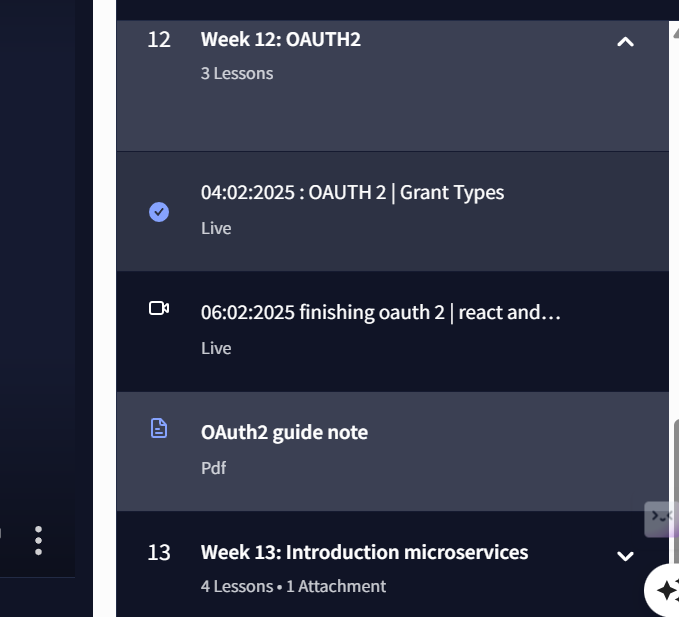 12 Week 12: OAUTH2
3 Lessons
04:02:2025 : OAUTH 2 | Grant Types
Live
06:02:2025 finishing oauth 2 | react and...
Live
OAuth2 guide note
Pdf
13 Week 13: Introduction microservices
4 Lessons • 1 Attachment